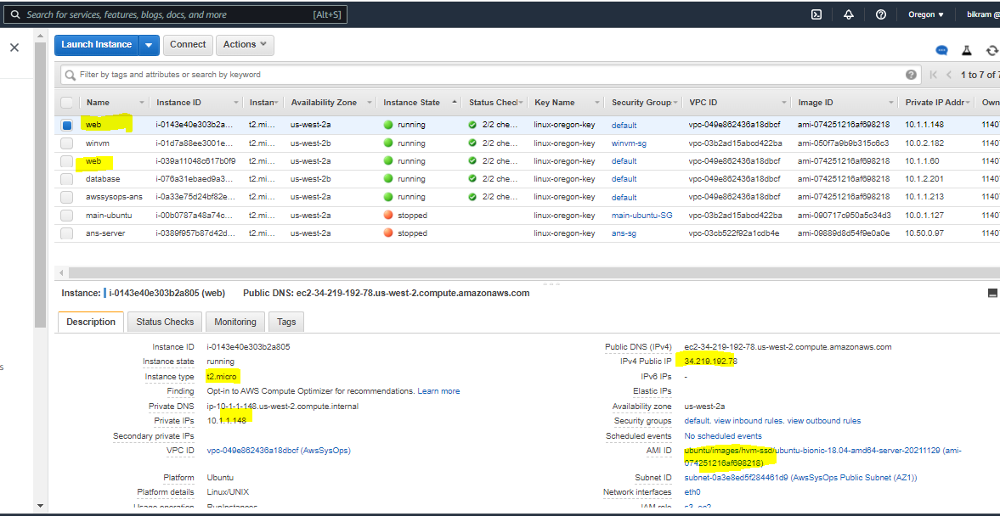 Search for services, features, blogs, docs, and more [Alt+S] Oregon ▼ bikram @
Launch Instance Connect Actions
Filter by tags and attributes or search by keyword 1 to 7 of 7
Name Instance ID Instan Availability Zone Instance State Status Check Key Name Security Group VPC ID Image ID Private IP Addr Own
web i-0143e40e303b2a... t2.mi... us-west-2a running 2/2 che... linux-oregon-key default vpc-049e862436a18dbcf ami-074251216af698218 10.1.1.148 11407
winvm i-01d7a88ee3001e... t2.mi... us-west-2b running 2/2 che... linux-oregon-key winvm-sg vpc-03b2ad15abcd422ba ami-050f7a9b9b315c6c3 10.0.2.182 11407
web i-039a11048c617b0f9 t2.mi... us-west-2a running 2/2 che... linux-oregon-key default vpc-049e862436a18dbcf ami-074251216af698218 10.1.1.60 11407
database i-076a31ebaed9a3... t2.mi... us-west-2b running 2/2 che... linux-oregon-key default vpc-049e862436a18dbcf ami-074251216af698218 10.1.2.201 11407
awssysops-ans i-0a33e75d24bf82e... t2.mi... us-west-2a running 2/2 che... linux-oregon-key default vpc-049e862436a18dbcf ami-074251216af698218 10.1.1.213 11407
main-ubuntu i-00b0787a48a74c... t2.mi... us-west-2a stopped linux-oregon-key main-ubuntu-SG vpc-03b2ad15abcd422ba ami-090717c950a5c34d3 10.0.1.127 11407
ans-server i-0389f957b87d42d... t2.mi... us-west-2a stopped linux-oregon-key ans-sg vpc-03cb522f92a1cdb4e ami-09889d8d54f9e0a0e 10.50.0.97 11407
Instance: i-0143e40e303b2a805 (web) Public DNS: ec2-34-219-192-78.us-west-2.compute.amazonaws.com
Description Status Checks Monitoring Tags
Instance ID i-0143e40e303b2a805 Public DNS (IPv4) ec2-34-219-192-78.us-west-2.compute.amazonaws.com
Instance state running IPv4 Public IP 34.219.192.78
Instance type t2.micro IPv6 IPs -
Finding Opt-in to AWS Compute Optimizer for recommendations. Learn more Elastic IPs
Private DNS ip-10-1-1-148.us-west-2.compute.internal Availability zone us-west-2a
Private IPs 10.1.1.148 Security groups default. view inbound rules. view outbound rules
Secondary private IPs Scheduled events No scheduled events
s
VPC ID vpc-049e862436a18dbcf (AwsSysOps) AMI ID ubuntu/images/hvm-ssd/ubuntu-bionic-18.04-amd64-server-20211129 (ami-
074251216af698218)
Platform Ubuntu Subnet ID subnet-0a3e8ed5f284461d9 (AwsSysOps Public Subnet (AZ1))
Platform details Linux/UNIX Network interfaces eth0
Usage operation RunInstances IAM role s3_ec2